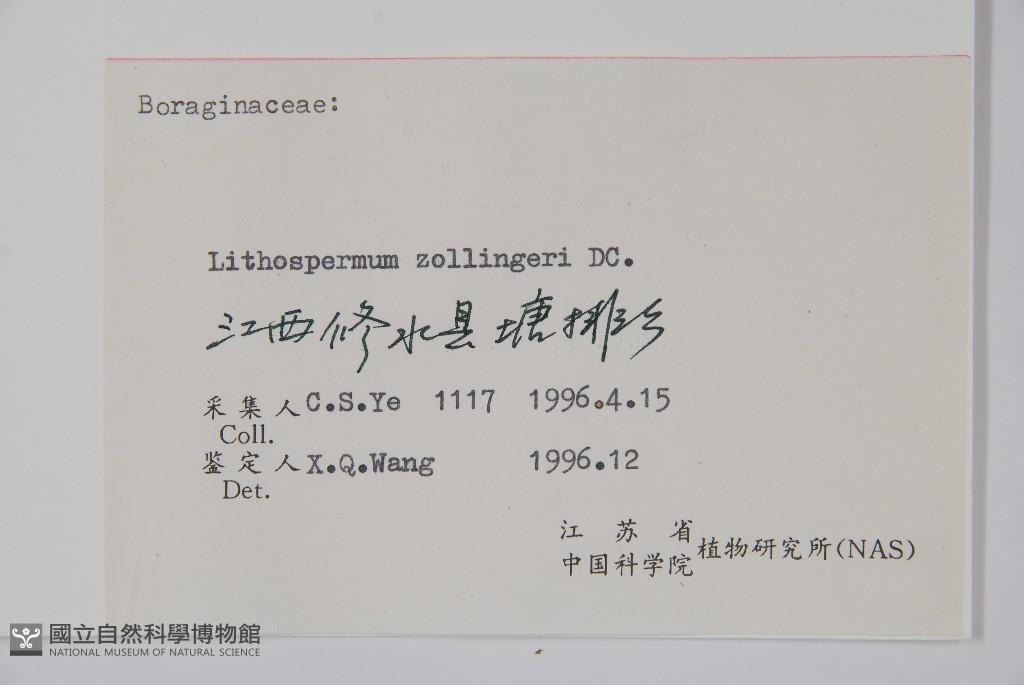 Boraginaceae:
Lithospermum zollingeri DC.
江西修水县塘排乡
采集人 C.S.Ye 1117 1996.4.15
Coll.
鉴定人 X.Q.Wang 1996.12
Det.
江苏省
中国科学院 植物研究所(NAS)
國立自然科學博物館
NATIONAL MUSEUM OF NATURAL SCIENCE